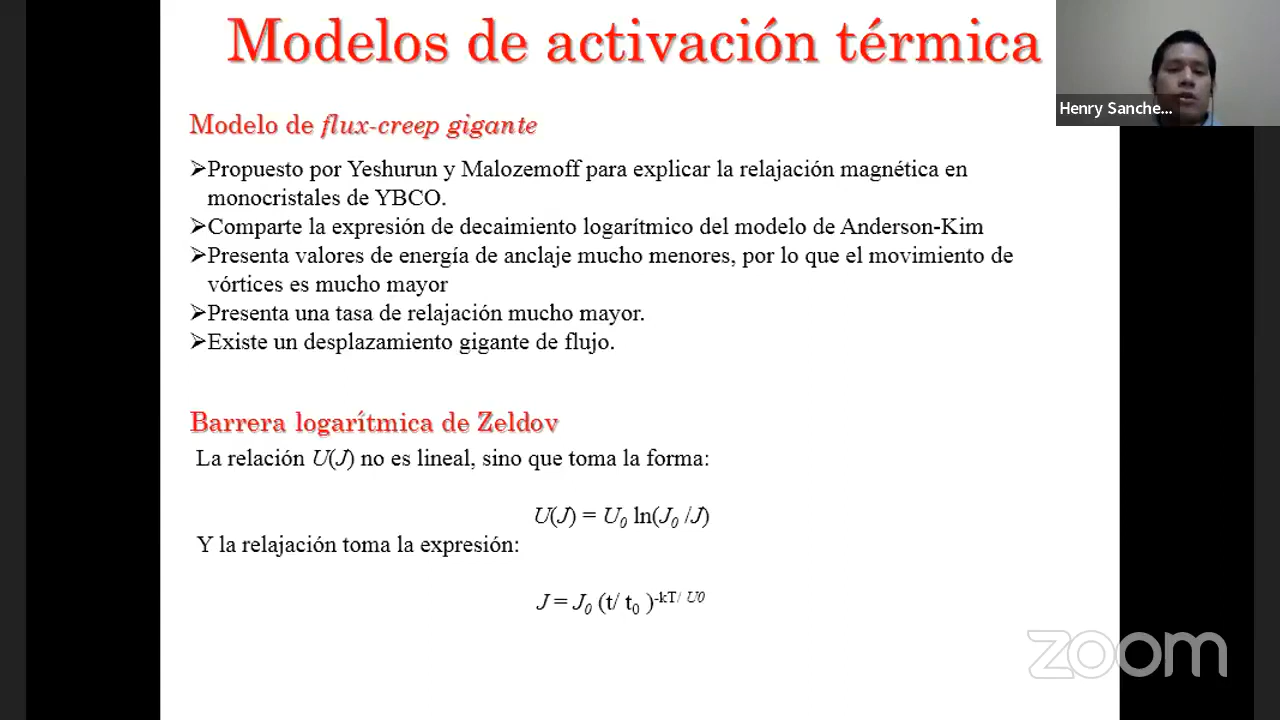 Modelos de activación térmica
Henry Sanche...
Modelo de flux-creep gigante
➢Propuesto por Yeshurun y Malozemoff para explicar la relajación magnética en
monocristales de YBCO.
➢Comparte la expresión de decaimiento logarítmico del modelo de Anderson-Kim
➢Presenta valores de energía de anclaje mucho menores, por lo que el movimiento de
vórtices es mucho mayor
➢Presenta una tasa de relajación mucho mayor.
➢Existe un desplazamiento gigante de flujo.
Barrera logarítmica de Zeldov
La relación U(J) no es lineal, sino que toma la forma:
U(J) = U₀ ln(J₀ /J)
Y la relajación toma la expresión:
J = J₀ (t/ t₀ )^-kT/ U0
zoom